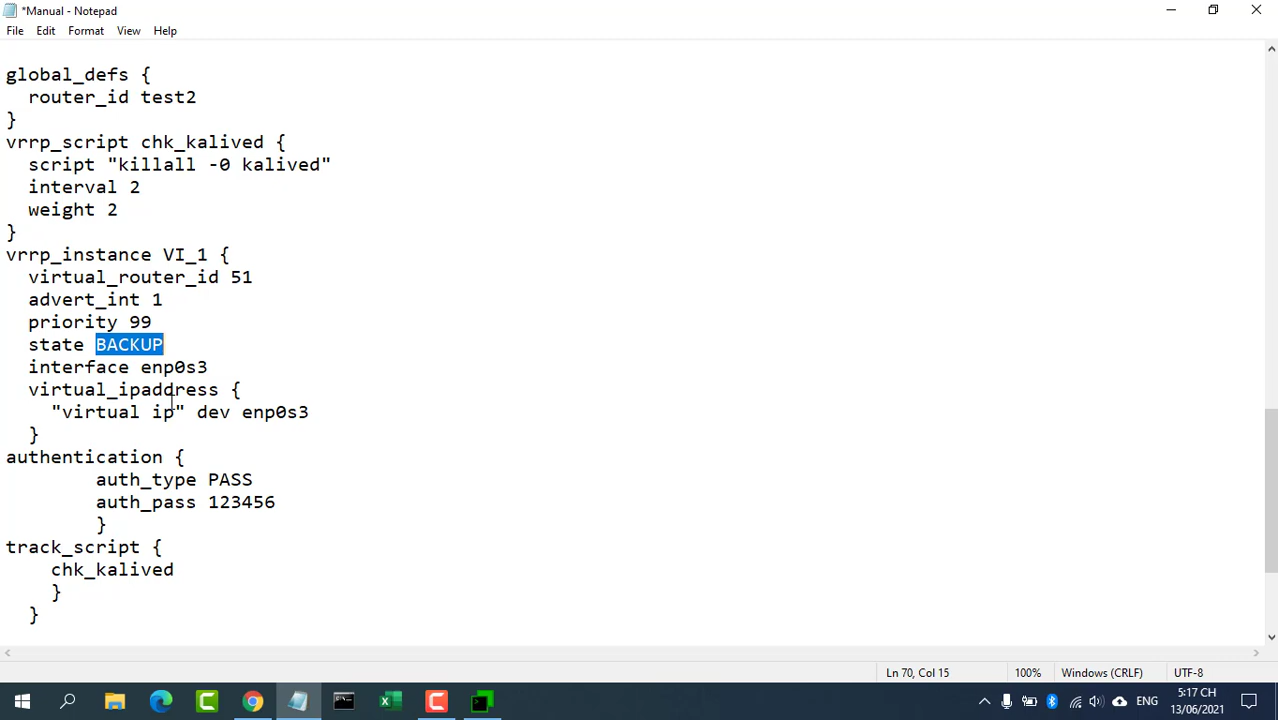 *Manual - Notepad
File Edit Format View Help
global_defs {
router_id test2
}
vrrp_script chk_kalived {
script "killall -0 kalived"
interval 2
weight 2
}
vrrp_instance VI_1 {
virtual_router_id 51
advert_int 1
priority 99
state BACKUP
interface enp0s3
virtual_ipaddress {
"virtual ip" dev enp0s3
}
authentication {
auth_type PASS
auth_pass 123456
}
track_script {
chk_kalived
}
}
Ln 70, Col 15 100% Windows (CRLF) UTF-8
ENG
5:17 CH
13/06/2021